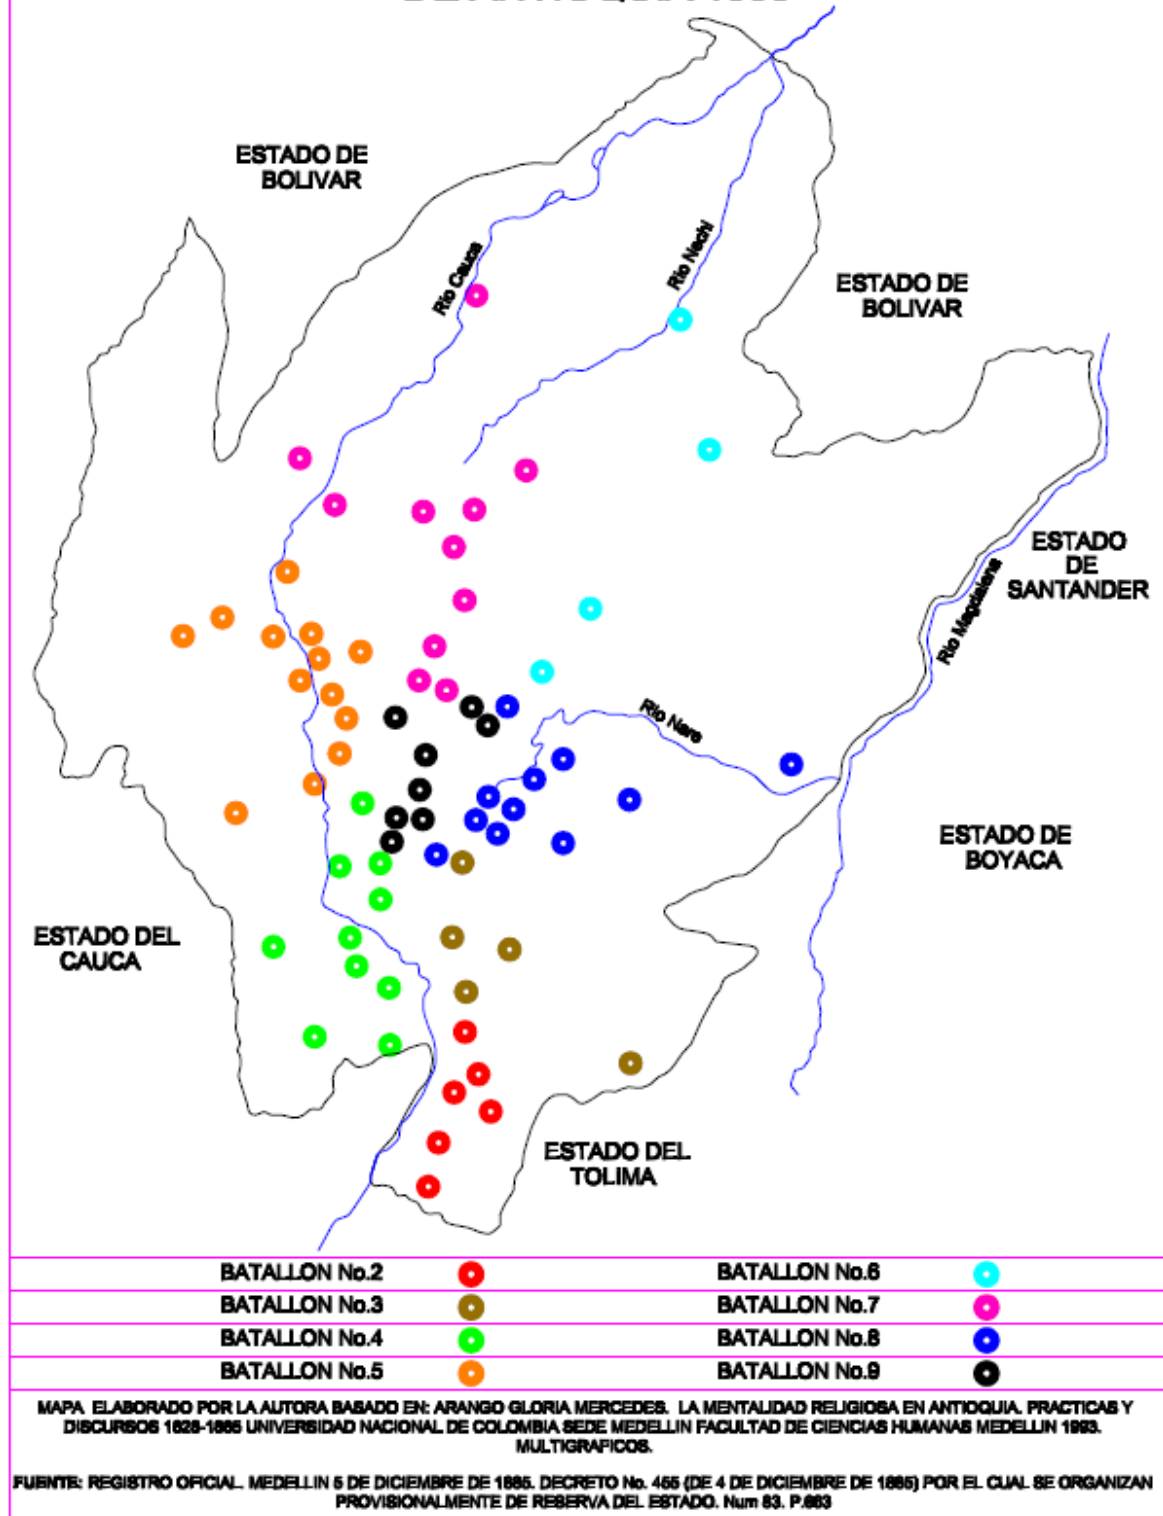 ESTADO DE
BOLIVAR
Río Cauca
Río Nechí
ESTADO DE
BOLIVAR
ESTADO
DE
SANTANDER
Río Magdalena
Río Nare
ESTADO DE
BOYACA
ESTADO DEL
CAUCA
ESTADO DEL
TOLIMA
BATALLON No.2
BATALLON No.6
BATALLON No.3
BATALLON No.7
BATALLON No.4
BATALLON No.8
BATALLON No.5
BATALLON No.9
MAPA ELABORADO POR LA AUTORA BASADO EN: ARANGO GLORIA MERCEDES. LA MENTALIDAD RELIGIOSA EN ANTIOQUIA. PRACTICAS Y
DISCURSOS 1828-1885 UNIVERSIDAD NACIONAL DE COLOMBIA SEDE MEDELLIN FACULTAD DE CIENCIAS HUMANAS MEDELLIN 1993.
MULTIGRAFICOS.
FUENTE: REGISTRO OFICIAL. MEDELLIN 5 DE DICIEMBRE DE 1885. DECRETO No. 455 (DE 4 DE DICIEMBRE DE 1885) POR EL CUAL SE ORGANIZAN
PROVISIONALMENTE DE RESERVA DEL ESTADO. Num 83. P.663